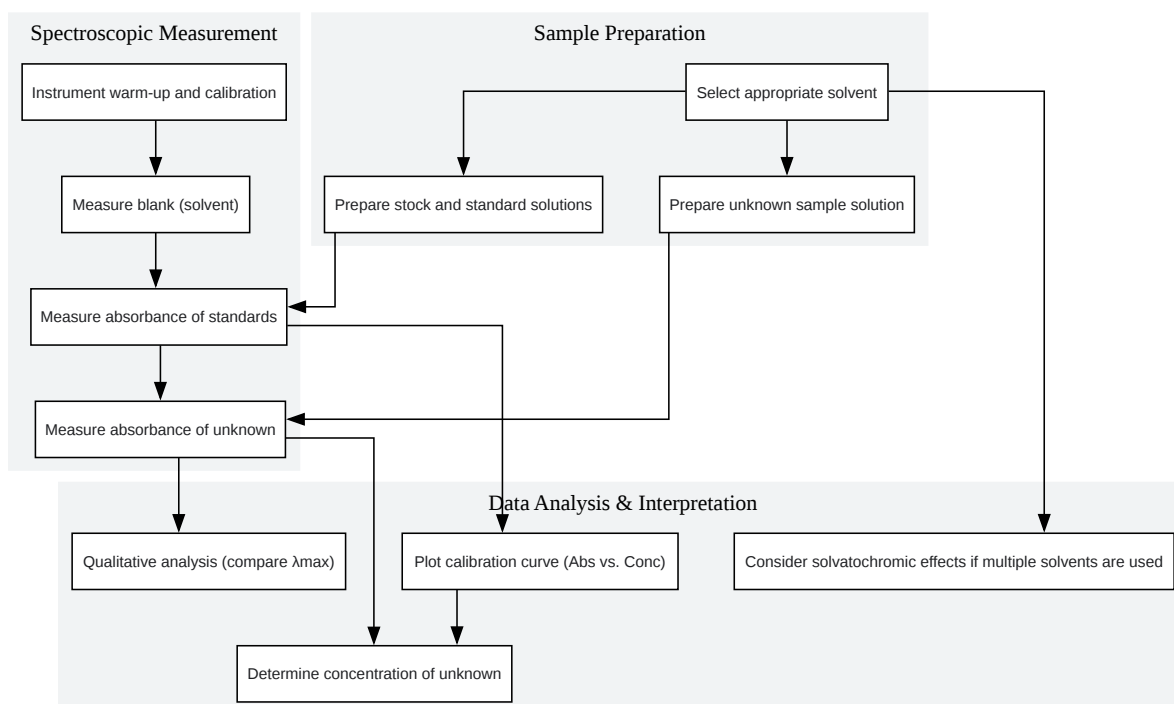 Spectroscopic Measurement
Sample Preparation
Instrument warm-up and calibration
Select appropriate solvent
Measure blank (solvent)
Prepare stock and standard solutions
Prepare unknown sample solution
Measure absorbance of standards
Measure absorbance of unknown
Data Analysis & Interpretation
Qualitative analysis (compare λmax)
Plot calibration curve (Abs vs. Conc)
Consider solvatochromic effects if multiple solvents are used
Determine concentration of unknown